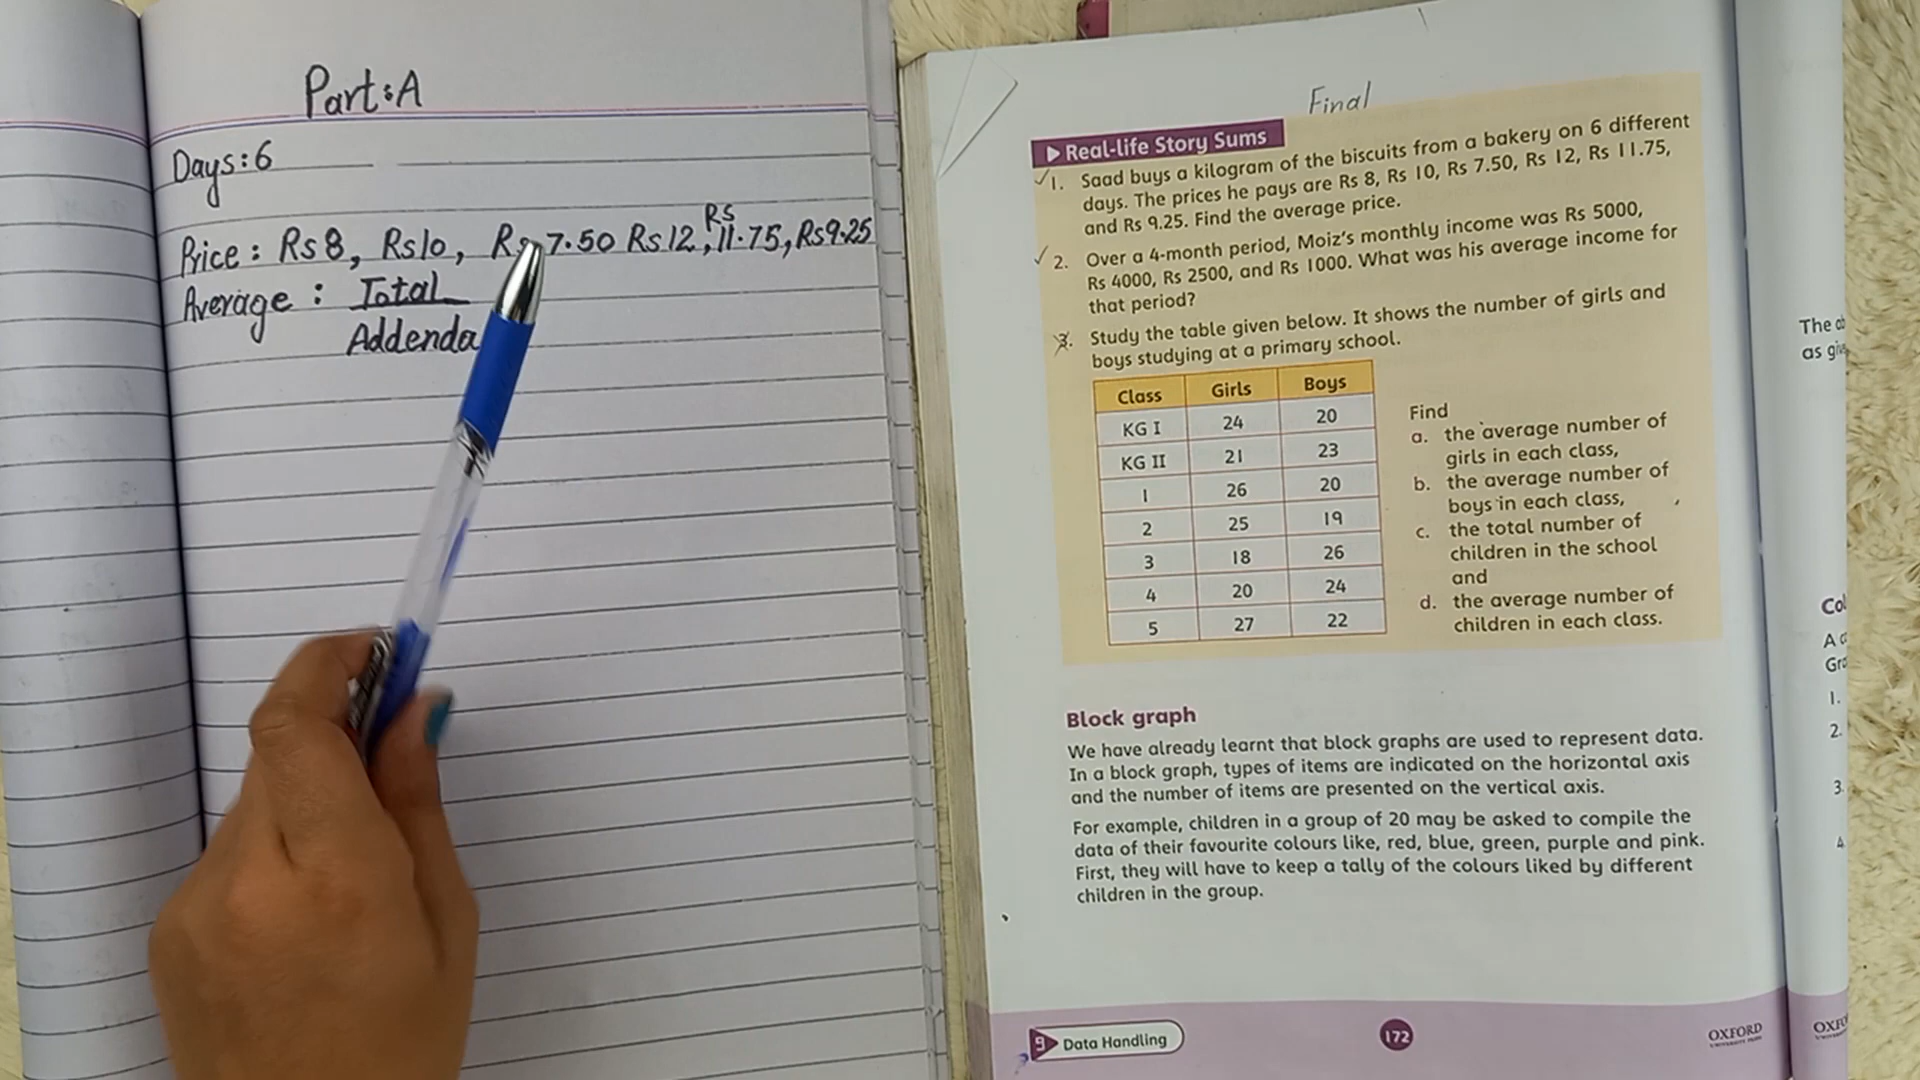 Part:A
Days:6
Price: Rs8, Rs10, Rs 7.50 Rs12, Rs 11.75, Rs9.25
Average: Total
Addenda
Final
Real-life Story Sums
1. Saad buys a kilogram of the biscuits from a bakery on 6 different
days. The prices he pays are Rs 8, Rs 10, Rs 7.50, Rs 12, Rs 11.75,
and Rs 9.25. Find the average price.
2. Over a 4-month period, Moiz's monthly income was Rs 5000,
Rs 4000, Rs 2500, and Rs 1000. What was his average income for
that period?
3. Study the table given below. It shows the number of girls and
boys studying at a primary school.
Class Girls Boys
KG I 24 20
KG II 21 23
1 26 20
2 25 19
3 18 26
4 20 24
5 27 22
Find
a. the average number of
girls in each class,
b. the average number of
boys in each class,
c. the total number of
children in the school
and
d. the average number of
children in each class.
Block graph
We have already learnt that block graphs are used to represent data.
In a block graph, types of items are indicated on the horizontal axis
and the number of items are presented on the vertical axis.
For example, children in a group of 20 may be asked to compile the
data of their favourite colours like, red, blue, green, purple and pink.
First, they will have to keep a tally of the colours liked by different
children in the group.
9 Data Handling
172
OXFORD
UNIVERSITY PRESS
The
as
1.
2.
3.
4